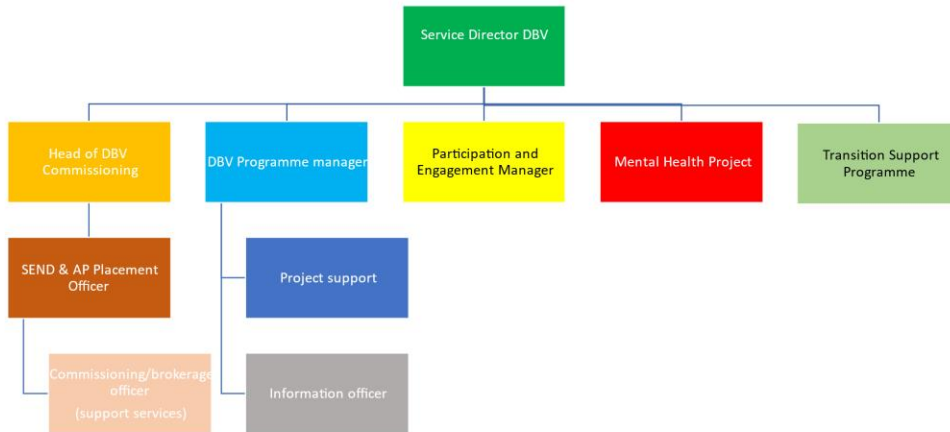 Service Director DBV
Head of DBV
Commissioning
DBV Programme manager
Participation and
Engagement Manager
Mental Health Project
Transition Support
Programme
SEND & AP Placement
Officer
Project support
Commissioning/brokerage
officer
(support services)
Information officer